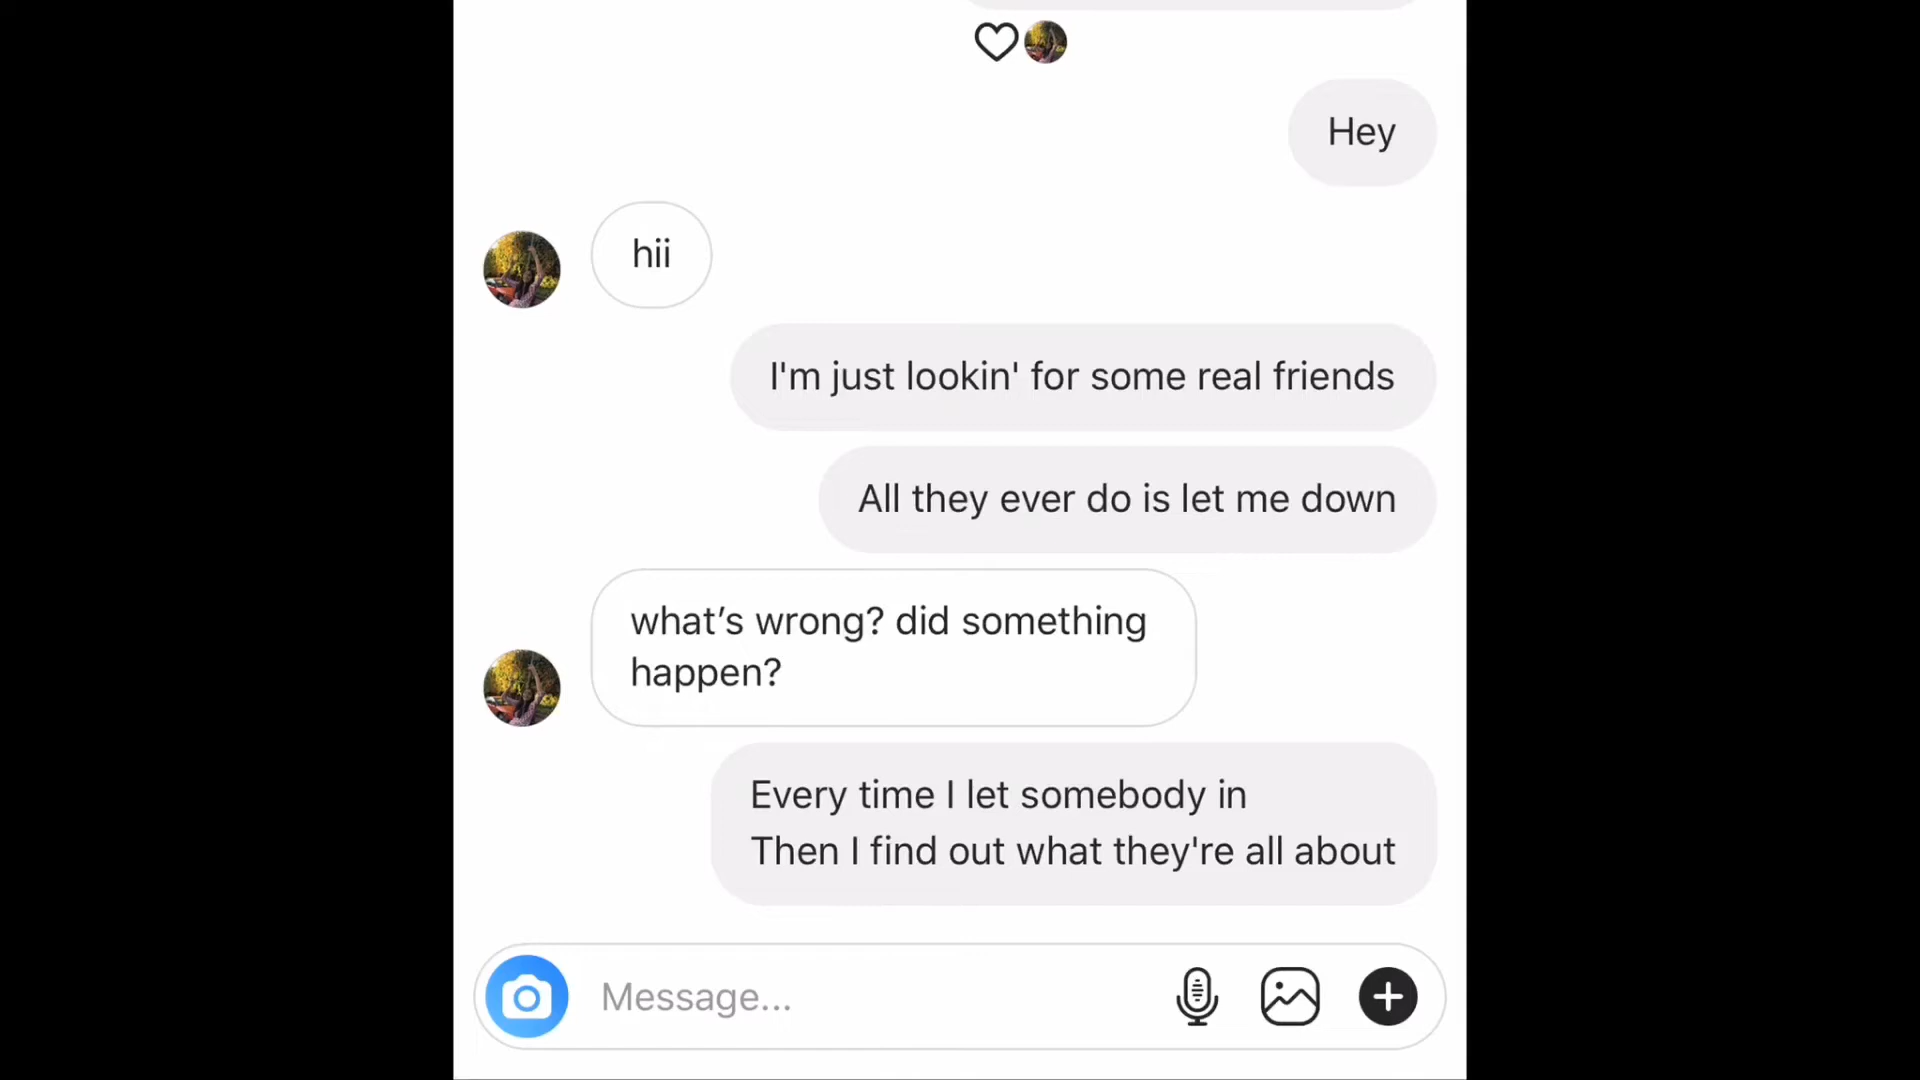 Hey
hii
I'm just lookin' for some real friends
All they ever do is let me down
what’s wrong? did something
happen?
Every time I let somebody in
Then I find out what they're all about
Message...